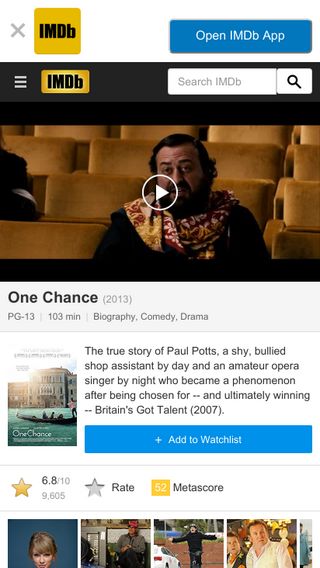 IMDb
Open IMDb App
IMDb
Search IMDb
One Chance (2013)
PG-13 | 103 min | Biography, Comedy, Drama
The true story of Paul Potts, a shy, bullied
shop assistant by day and an amateur opera
singer by night who became a phenomenon
after being chosen for -- and ultimately winning
-- Britain's Got Talent (2007).
OneChance
+ Add to Watchlist
6.8/10
9,605
Rate
52 Metascore